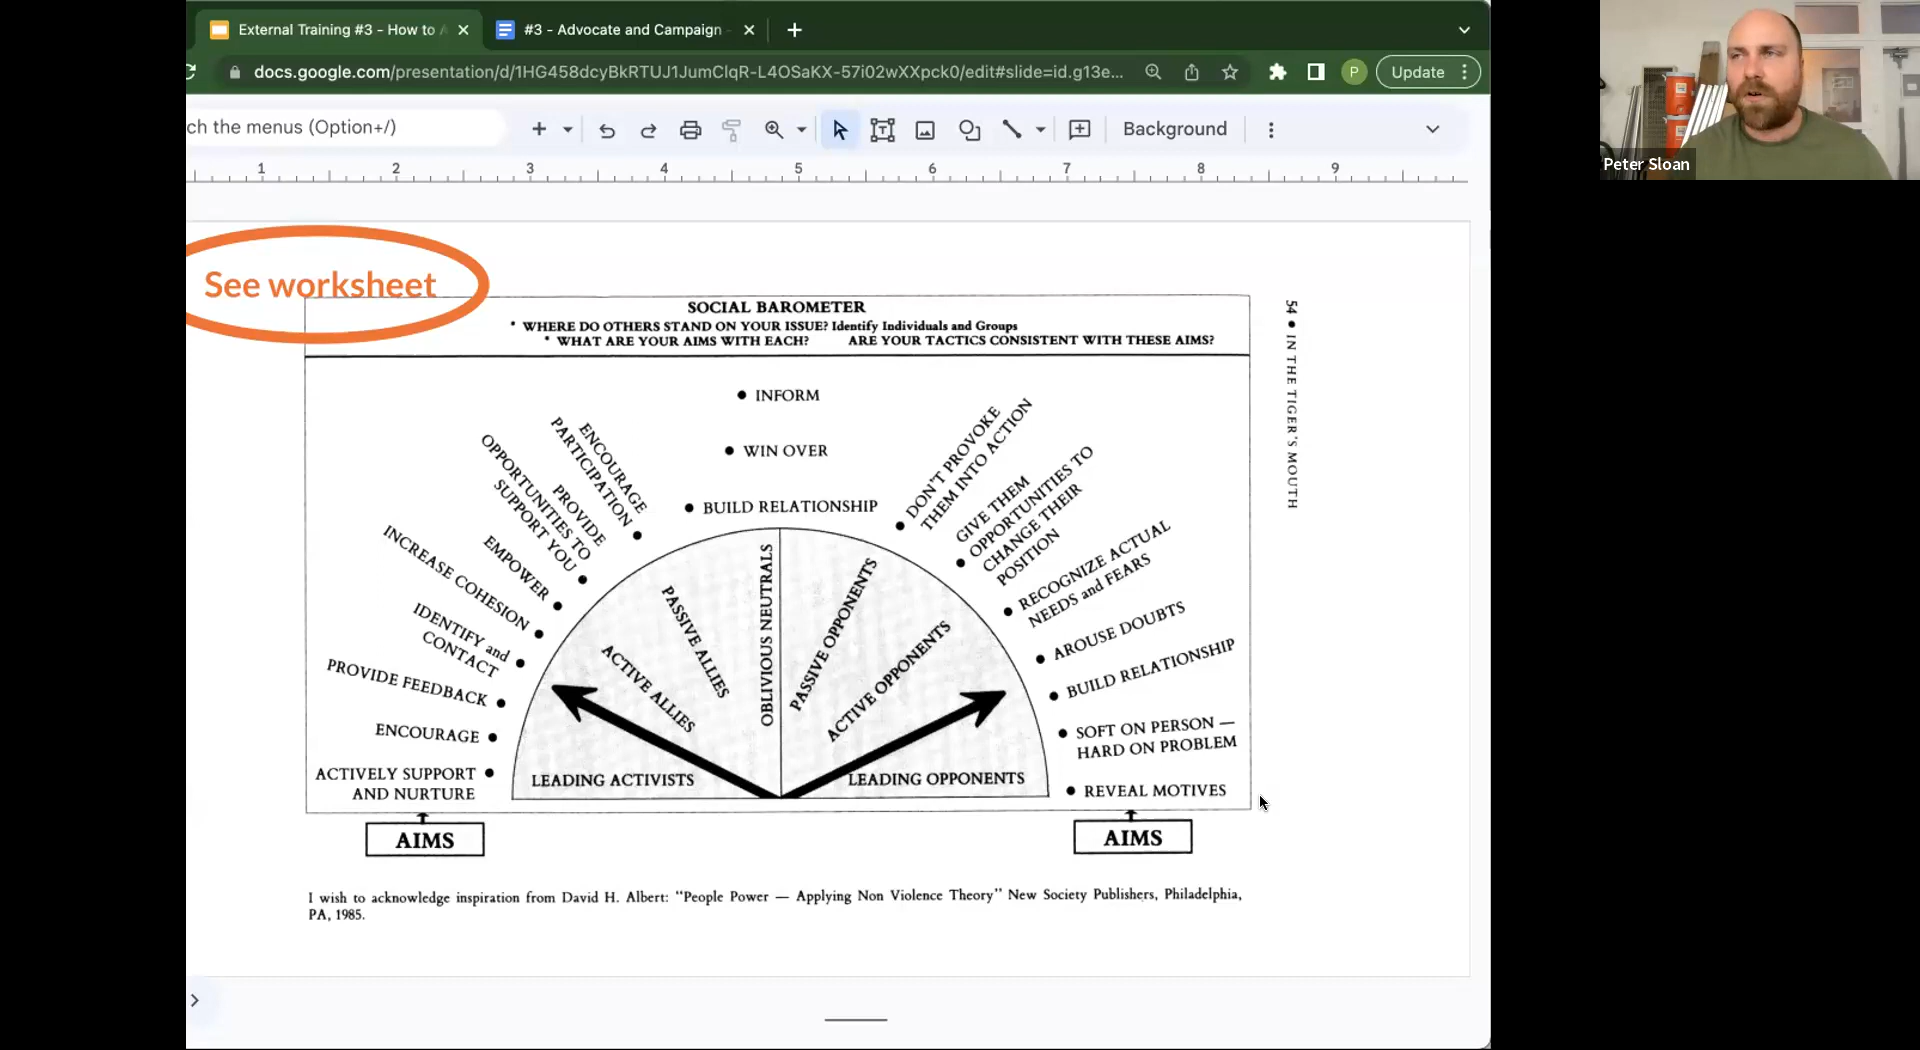 External Training #3 - How to A
#3 - Advocate and Campaign
docs.google.com/presentation/d/1HG458dcyBkRTUJ1JumClqR-L4OSaKX-57i02wXXpck0/edit#slide=id.g13e...
P
Update
ch the menus (Option+/)
Background
1 2 3 4 5 6 7 8 9
Peter Sloan
See worksheet
SOCIAL BAROMETER
* WHERE DO OTHERS STAND ON YOUR ISSUE? Identify Individuals and Groups
* WHAT ARE YOUR AIMS WITH EACH? ARE YOUR TACTICS CONSISTENT WITH THESE AIMS?
54 • IN THE TIGER'S MOUTH
• INFORM
• WIN OVER
• BUILD RELATIONSHIP
ENCOURAGE
PARTICIPATION •
PROVIDE
OPPORTUNITIES TO
SUPPORT YOU •
EMPOWER •
INCREASE COHESION •
IDENTIFY and
CONTACT •
PROVIDE FEEDBACK •
ENCOURAGE •
ACTIVELY SUPPORT •
AND NURTURE
• DON'T PROVOKE
THEM INTO ACTION
• GIVE THEM
OPPORTUNITIES TO
CHANGE THEIR
POSITION
• RECOGNIZE ACTUAL
NEEDS and FEARS
• AROUSE DOUBTS
• BUILD RELATIONSHIP
• SOFT ON PERSON —
HARD ON PROBLEM
• REVEAL MOTIVES
LEADING ACTIVISTS
ACTIVE ALLIES
PASSIVE ALLIES
OBLIVIOUS NEUTRALS
PASSIVE OPPONENTS
ACTIVE OPPONENTS
LEADING OPPONENTS
AIMS
AIMS
I wish to acknowledge inspiration from David H. Albert: "People Power — Applying Non Violence Theory" New Society Publishers, Philadelphia,
PA, 1985.